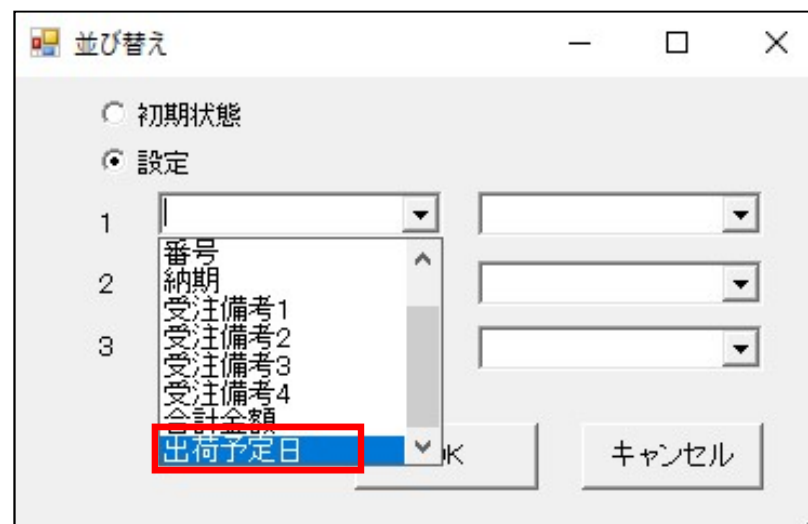 並び替え
初期状態
設定
1
番号
納期
受注備考1
受注備考2
受注備考3
受注備考4
合計金額
出荷予定日
2
3
キャンセル